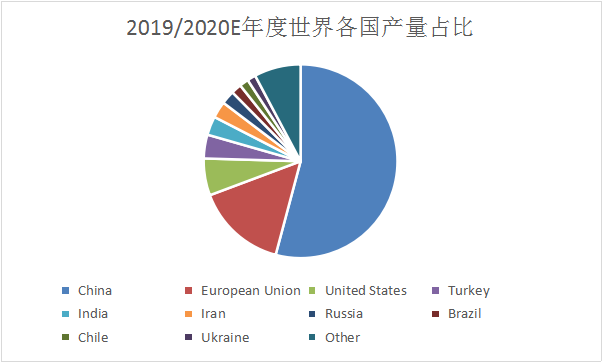 2019/2020E年度世界各国产量占比
China European Union United States Turkey
India Iran Russia Brazil
Chile Ukraine Other